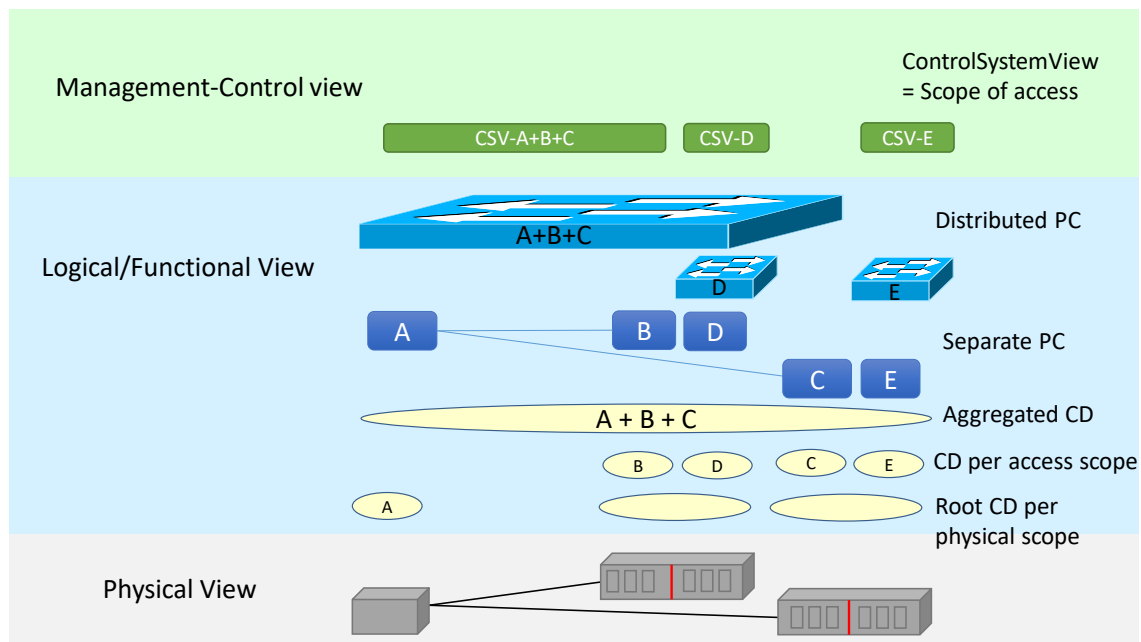 Management-Control view
ControlSystemView
= Scope of access
CSV-A+B+C
CSV-D
CSV-E
Logical/Functional View
A+B+C
Distributed PC
D
E
A
B
D
Separate PC
C
E
A + B + C
Aggregated CD
B
D
C
E
CD per access scope
A
Root CD per
physical scope
Physical View